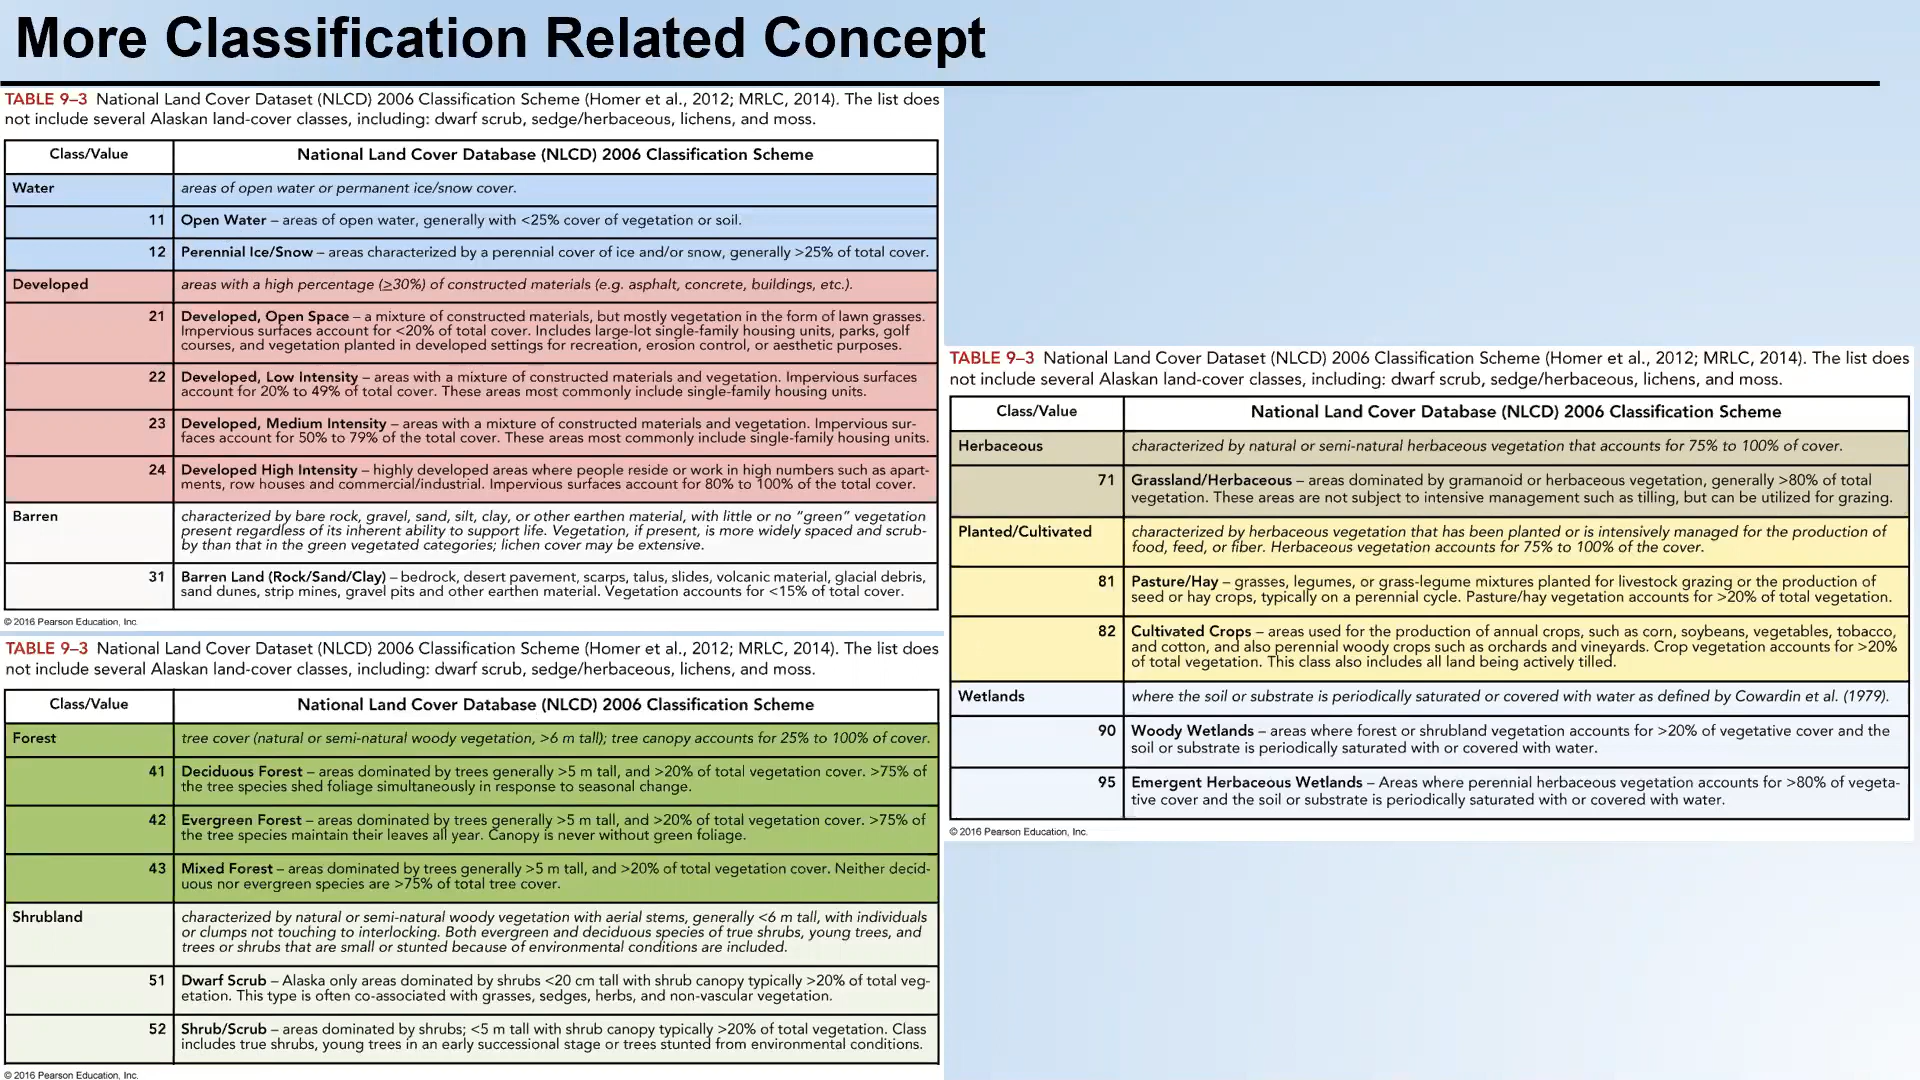 More Classification Related Concept
TABLE 9–3 National Land Cover Dataset (NLCD) 2006 Classification Scheme (Homer et al., 2012; MRLC, 2014). The list does
not include several Alaskan land-cover classes, including: dwarf scrub, sedge/herbaceous, lichens, and moss.
Class/Value National Land Cover Database (NLCD) 2006 Classification Scheme
Water areas of open water or permanent ice/snow cover.
11 Open Water – areas of open water, generally with <25% cover of vegetation or soil.
12 Perennial Ice/Snow – areas characterized by a perennial cover of ice and/or snow, generally >25% of total cover.
Developed areas with a high percentage (≥30%) of constructed materials (e.g. asphalt, concrete, buildings, etc.).
21 Developed, Open Space – a mixture of constructed materials, but mostly vegetation in the form of lawn grasses.
Impervious surfaces account for <20% of total cover. Includes large-lot single-family housing units, parks, golf
courses, and vegetation planted in developed settings for recreation, erosion control, or aesthetic purposes.
22 Developed, Low Intensity – areas with a mixture of constructed materials and vegetation. Impervious surfaces
account for 20% to 49% of total cover. These areas most commonly include single-family housing units.
23 Developed, Medium Intensity – areas with a mixture of constructed materials and vegetation. Impervious sur-
faces account for 50% to 79% of the total cover. These areas most commonly include single-family housing units.
24 Developed High Intensity – highly developed areas where people reside or work in high numbers such as apart-
ments, row houses and commercial/industrial. Impervious surfaces account for 80% to 100% of the total cover.
Barren characterized by bare rock, gravel, sand, silt, clay, or other earthen material, with little or no “green” vegetation
present regardless of its inherent ability to support life. Vegetation, if present, is more widely spaced and scrub-
by than that in the green vegetated categories; lichen cover may be extensive.
31 Barren Land (Rock/Sand/Clay) – bedrock, desert pavement, scarps, talus, slides, volcanic material, glacial debris,
sand dunes, strip mines, gravel pits and other earthen material. Vegetation accounts for <15% of total cover.
© 2016 Pearson Education, Inc.
TABLE 9–3 National Land Cover Dataset (NLCD) 2006 Classification Scheme (Homer et al., 2012; MRLC, 2014). The list does
not include several Alaskan land-cover classes, including: dwarf scrub, sedge/herbaceous, lichens, and moss.
Class/Value National Land Cover Database (NLCD) 2006 Classification Scheme
Forest tree cover (natural or semi-natural woody vegetation, >6 m tall); tree canopy accounts for 25% to 100% of cover.
41 Deciduous Forest – areas dominated by trees generally >5 m tall, and >20% of total vegetation cover. >75% of
the tree species shed foliage simultaneously in response to seasonal change.
42 Evergreen Forest – areas dominated by trees generally >5 m tall, and >20% of total vegetation cover. >75% of
the tree species maintain their leaves all year. Canopy is never without green foliage.
43 Mixed Forest – areas dominated by trees generally >5 m tall, and >20% of total vegetation cover. Neither decid-
uous nor evergreen species are >75% of total tree cover.
Shrubland characterized by natural or semi-natural woody vegetation with aerial stems, generally <6 m tall, with individuals
or clumps not touching to interlocking. Both evergreen and deciduous species of true shrubs, young trees, and
trees or shrubs that are small or stunted because of environmental conditions are included.
51 Dwarf Scrub – Alaska only areas dominated by shrubs <20 cm tall with shrub canopy typically >20% of total veg-
etation. This type is often co-associated with grasses, sedges, herbs, and non-vascular vegetation.
52 Shrub/Scrub – areas dominated by shrubs; <5 m tall with shrub canopy typically >20% of total vegetation. Class
includes true shrubs, young trees in an early successional stage or trees stunted from environmental conditions.
© 2016 Pearson Education, Inc.
TABLE 9–3 National Land Cover Dataset (NLCD) 2006 Classification Scheme (Homer et al., 2012; MRLC, 2014). The list does
not include several Alaskan land-cover classes, including: dwarf scrub, sedge/herbaceous, lichens, and moss.
Class/Value National Land Cover Database (NLCD) 2006 Classification Scheme
Herbaceous characterized by natural or semi-natural herbaceous vegetation that accounts for 75% to 100% of cover.
71 Grassland/Herbaceous – areas dominated by gramanoid or herbaceous vegetation, generally >80% of total
vegetation. These areas are not subject to intensive management such as tilling, but can be utilized for grazing.
Planted/Cultivated characterized by herbaceous vegetation that has been planted or is intensively managed for the production of
food, feed, or fiber. Herbaceous vegetation accounts for 75% to 100% of the cover.
81 Pasture/Hay – grasses, legumes, or grass-legume mixtures planted for livestock grazing or the production of
seed or hay crops, typically on a perennial cycle. Pasture/hay vegetation accounts for >20% of total vegetation.
82 Cultivated Crops – areas used for the production of annual crops, such as corn, soybeans, vegetables, tobacco,
and cotton, and also perennial woody crops such as orchards and vineyards. Crop vegetation accounts for >20%
of total vegetation. This class also includes all land being actively tilled.
Wetlands where the soil or substrate is periodically saturated or covered with water as defined by Cowardin et al. (1979).
90 Woody Wetlands – areas where forest or shrubland vegetation accounts for >20% of vegetative cover and the
soil or substrate is periodically saturated with or covered with water.
95 Emergent Herbaceous Wetlands – Areas where perennial herbaceous vegetation accounts for >80% of vegeta-
tive cover and the soil or substrate is periodically saturated with or covered with water.
© 2016 Pearson Education, Inc.